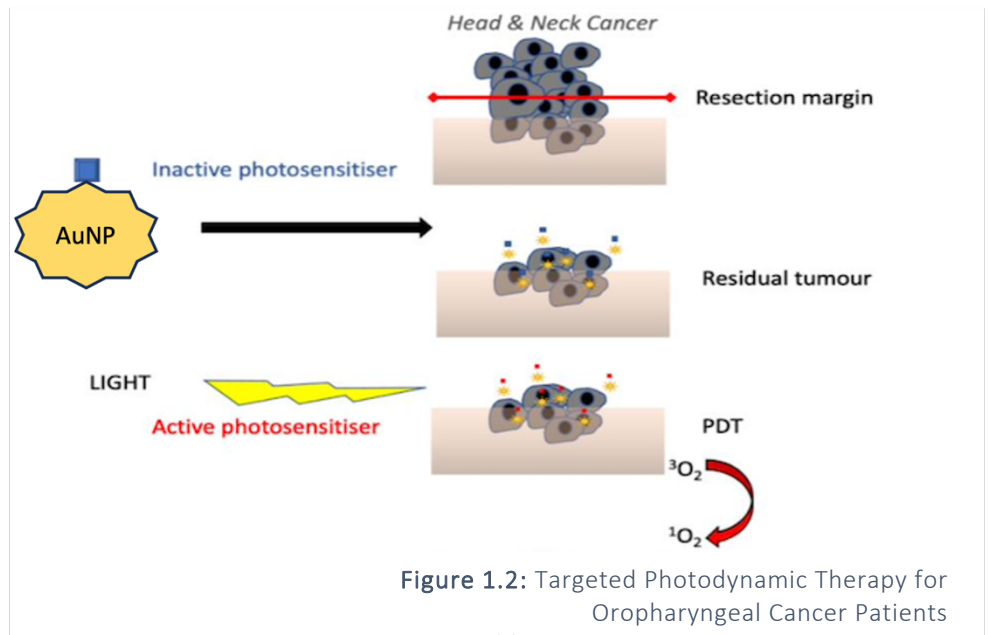 Head & Neck Cancer
Resection margin
Inactive photosensitiser
AuNP
Residual tumour
LIGHT
Active photosensitiser
PDT
³O₂
¹O₂
Figure 1.2: Targeted Photodynamic Therapy for
Oropharyngeal Cancer Patients